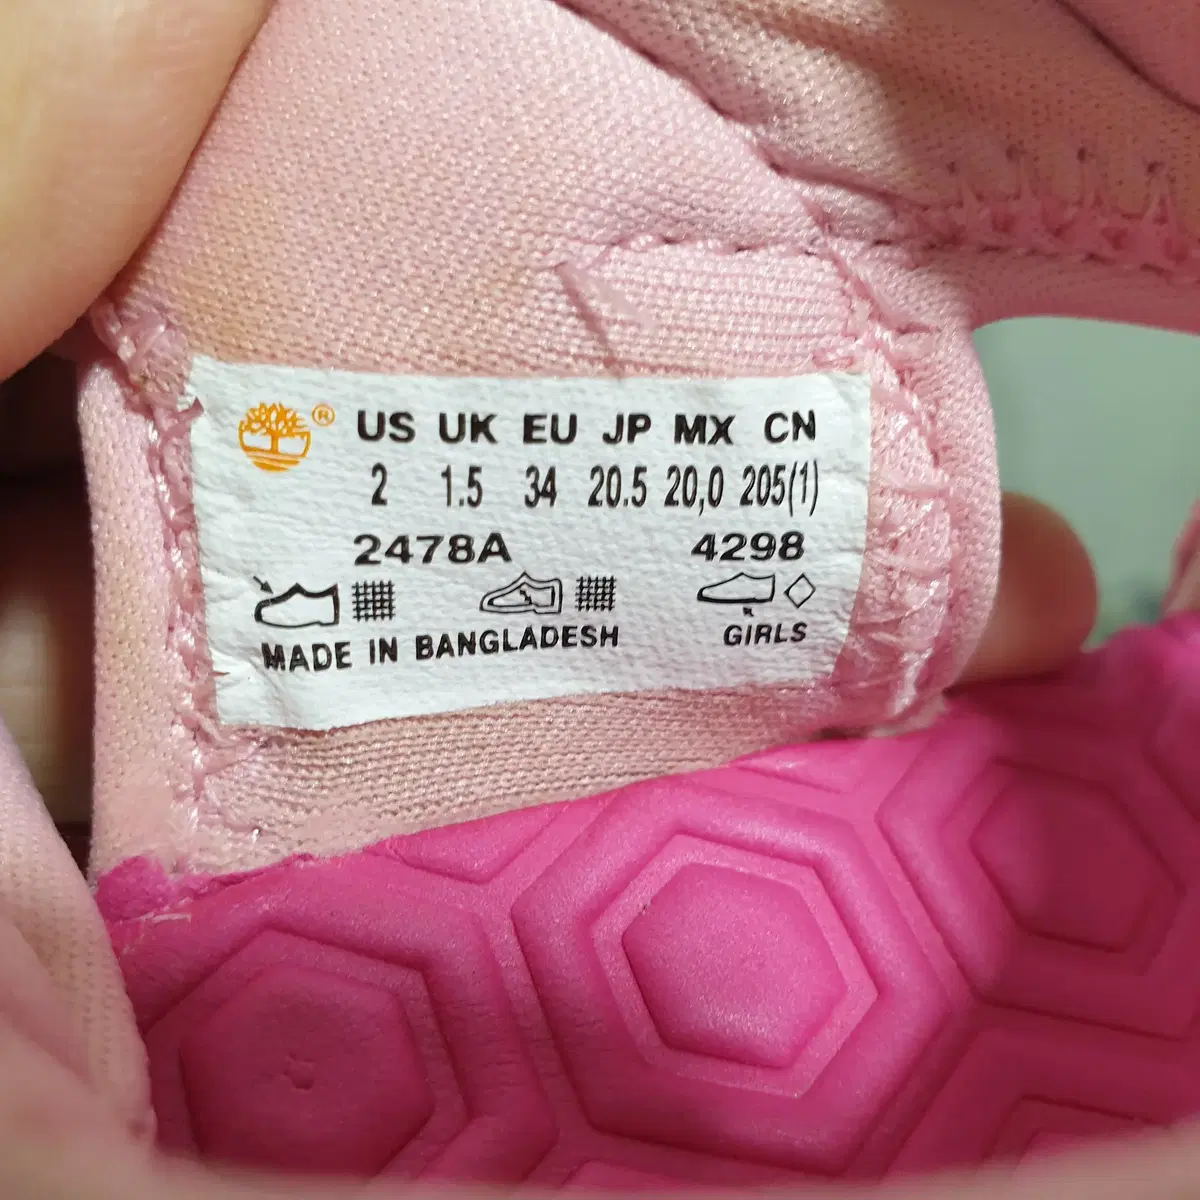 ® US UK EU JP MX CN
2 1.5 34 20.5 20,0 205(1)
2478A 4298
MADE IN BANGLADESH GIRLS